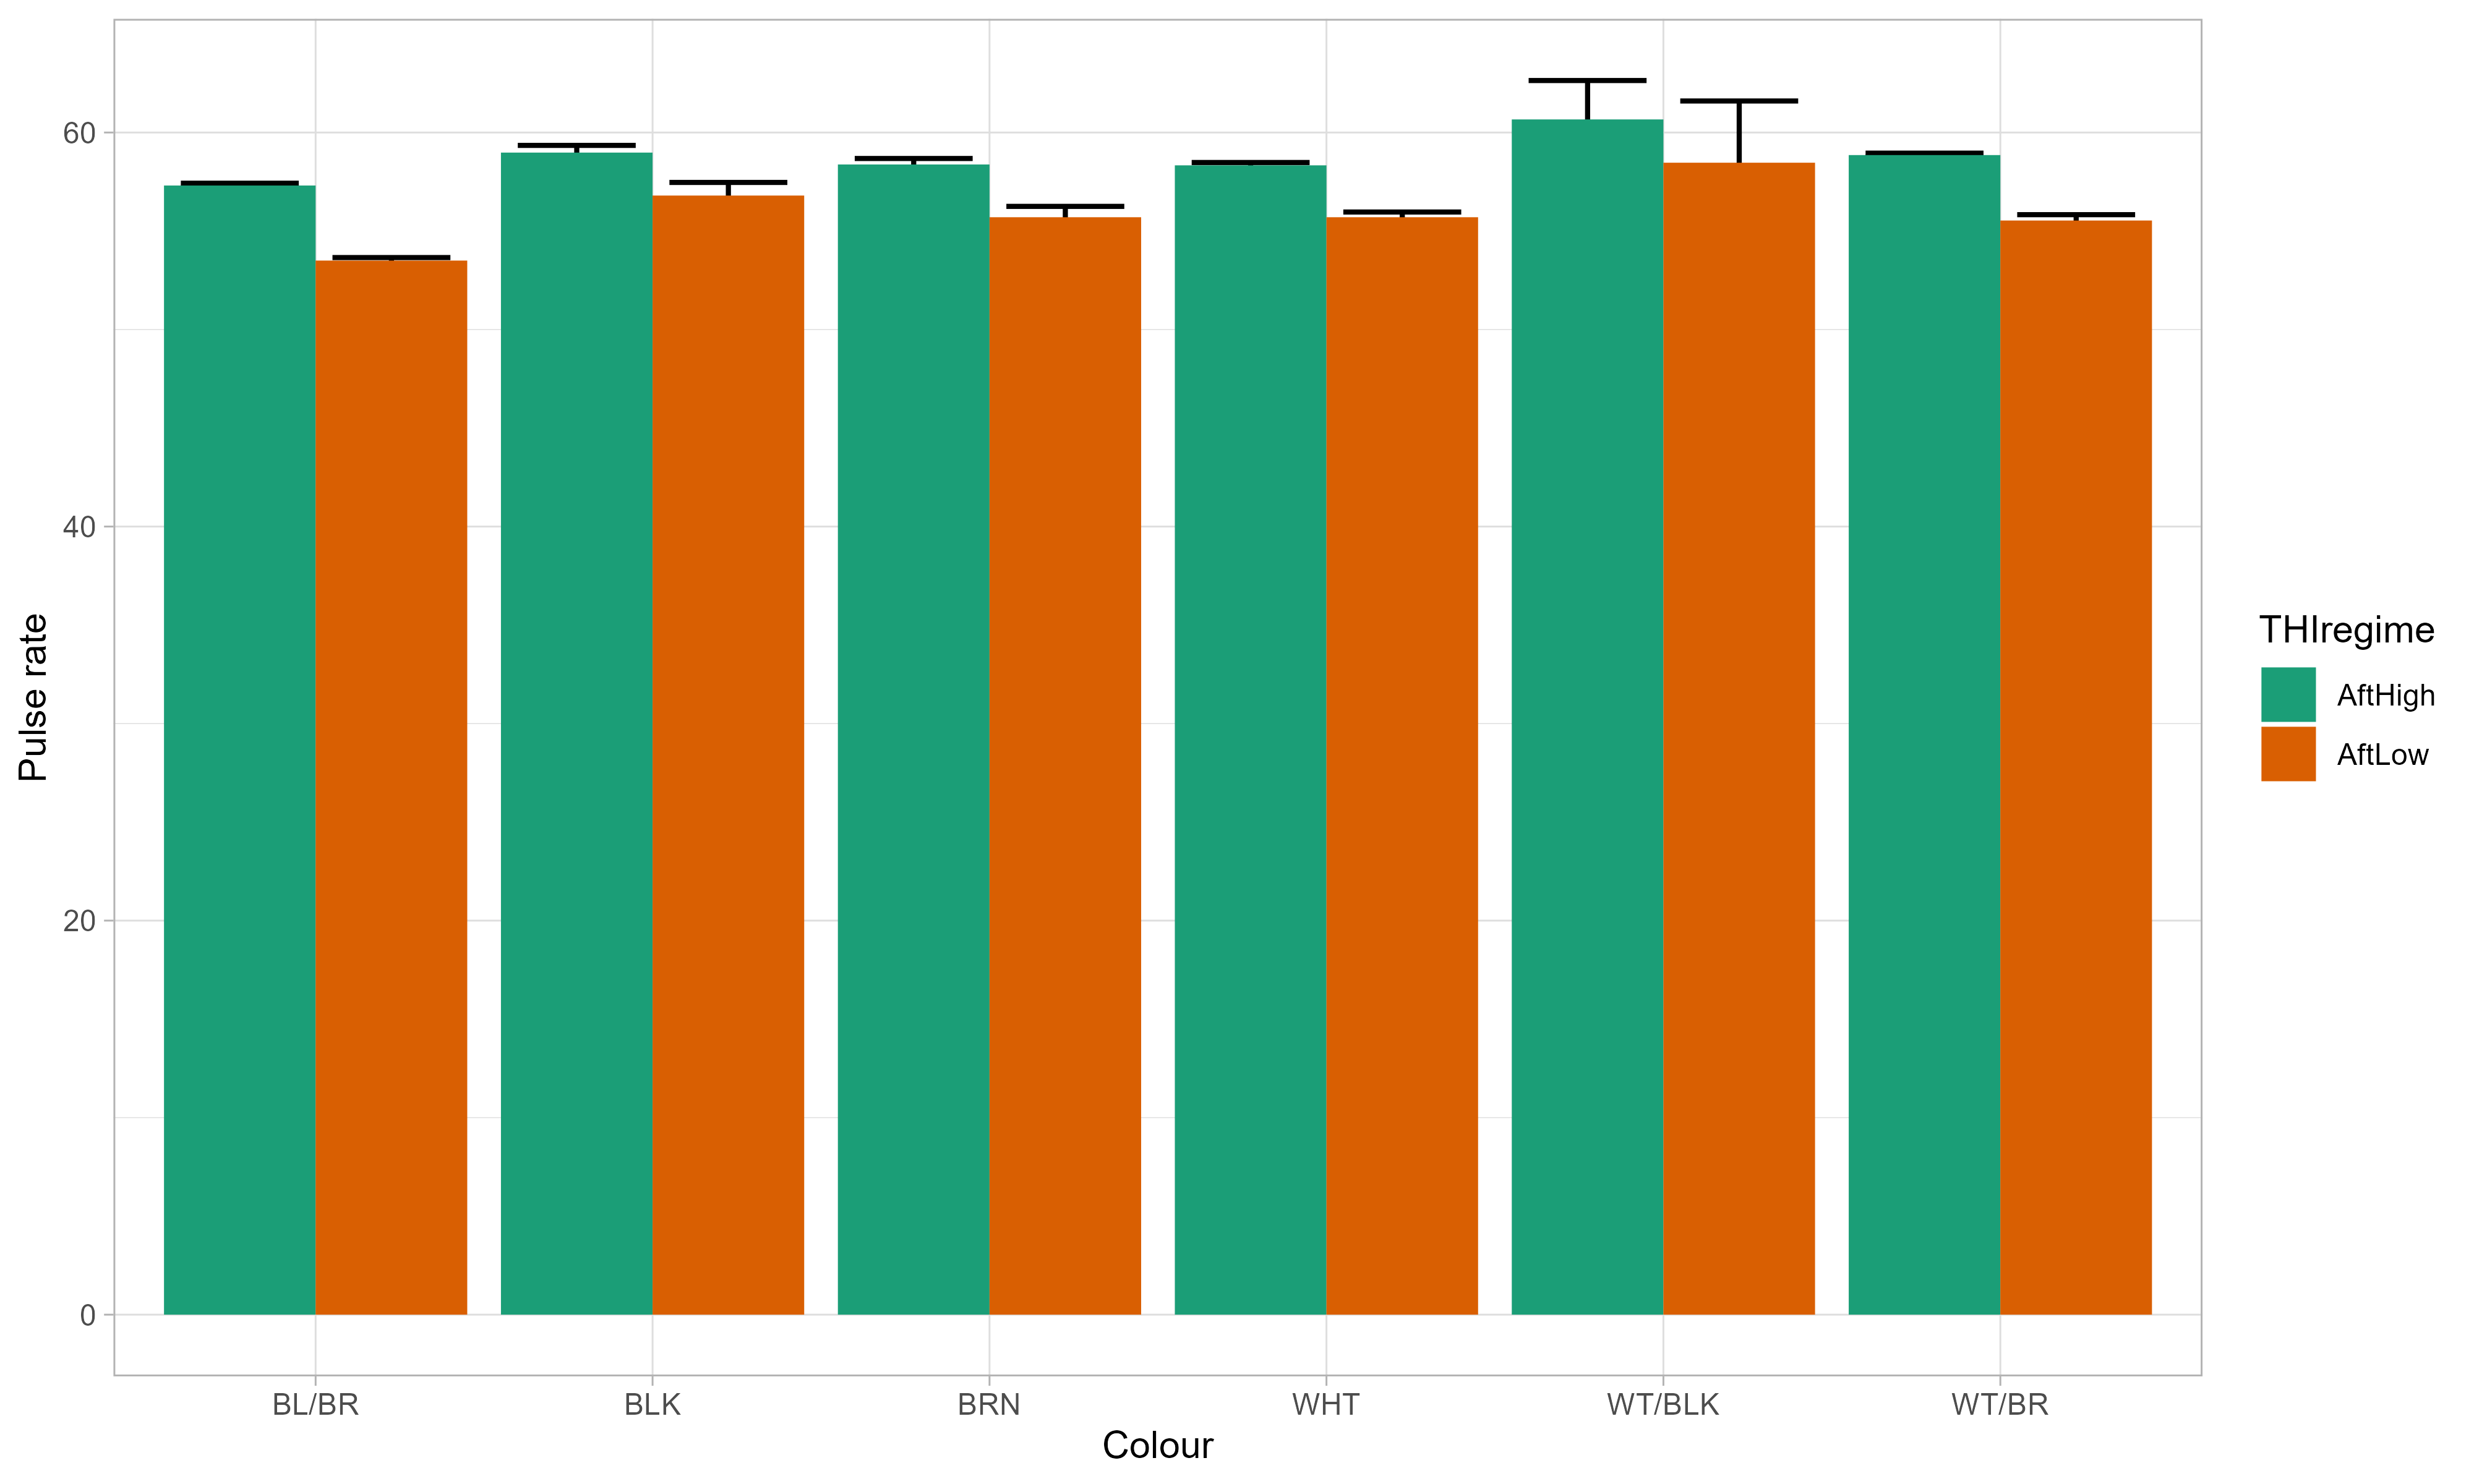 60
40
20
0
Pulse rate
BL/BR BLK BRN WHT WT/BLK WT/BR
Colour
THIregime
AftHigh
AftLow